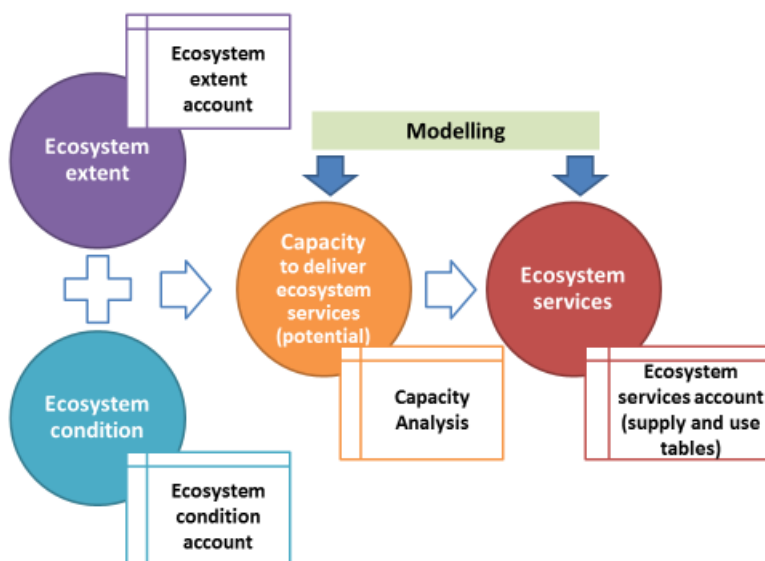 Ecosystem
extent
account
Ecosystem
extent
Modelling
Capacity
to deliver
ecosystem
services
(potential)
Ecosystem
services
Capacity
Analysis
Ecosystem
services account
(supply and use
tables)
Ecosystem
condition
Ecosystem
condition
account